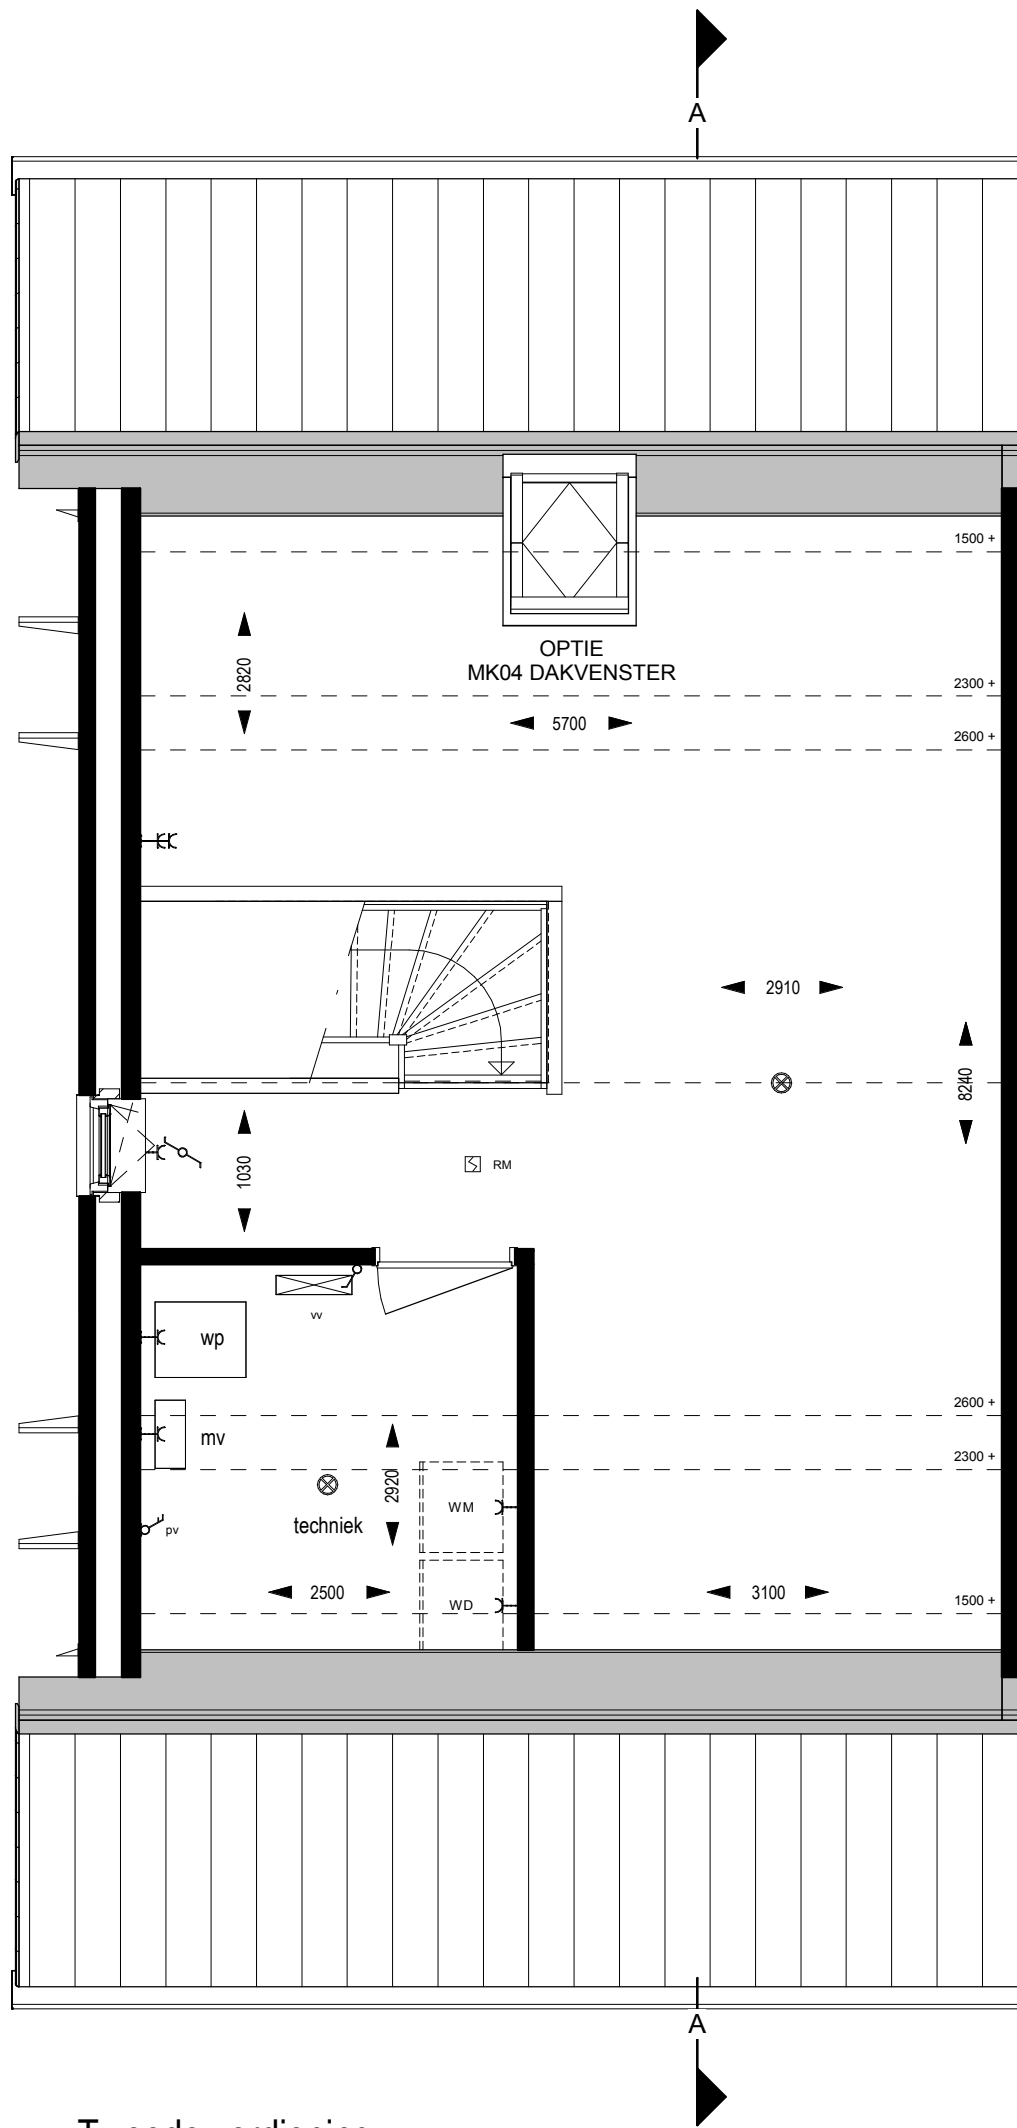 A
1500 +
OPTIE
MK04 DAKVENSTER
2820
2300 +
5700
2600 +
2910
8240
1030
RM
vv
wp
2600 +
mv
2300 +
2920
WM
techniek
pv
2500
WD
3100
1500 +
A